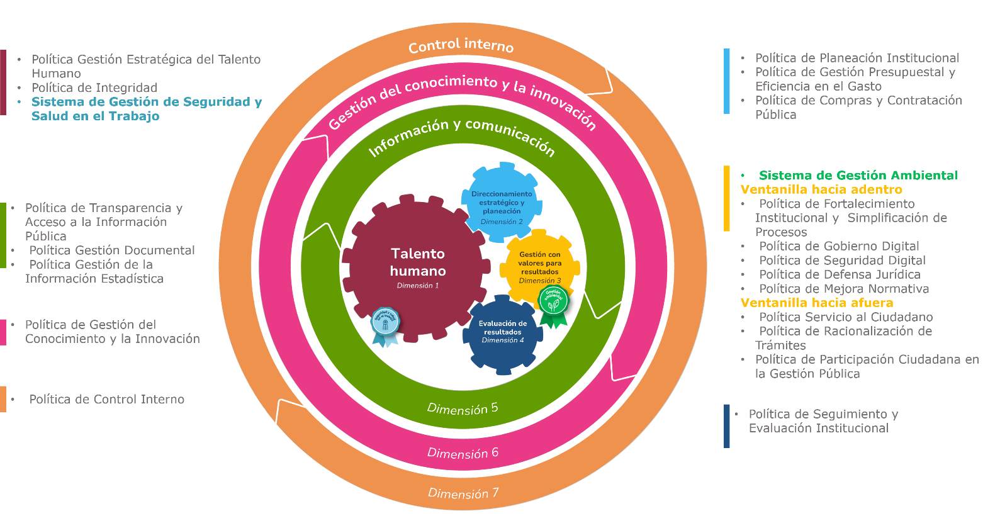 • Política Gestión Estratégica del Talento
Humano
• Política de Integridad
• Sistema de Gestión de Seguridad y
Salud en el Trabajo
• Política de Transparencia y
Acceso a la Información
Pública
• Política Gestión Documental
• Política Gestión de la
Información Estadística
• Política de Gestión del
Conocimiento y la Innovación
• Política de Control Interno
Control interno
Gestión del conocimiento y la innovación
Información y comunicación
Direccionamiento
estratégico y
planeación
Dimensión 2
Talento
humano
Dimensión 1
Gestión con
valores para
resultados
Dimensión 3
Gestión
ambiental
Seguridad y salud
en el trabajo
Evaluación de
resultados
Dimensión 4
Dimensión 5
Dimensión 6
Dimensión 7
• Política de Planeación Institucional
• Política de Gestión Presupuestal y
Eficiencia en el Gasto
• Política de Compras y Contratación
Pública
• Sistema de Gestión Ambiental
Ventanilla hacia adentro
• Política de Fortalecimiento
Institucional y Simplificación de
Procesos
• Política de Gobierno Digital
• Política de Seguridad Digital
• Política de Defensa Jurídica
• Política de Mejora Normativa
Ventanilla hacia afuera
• Política Servicio al Ciudadano
• Política de Racionalización de
Trámites
• Política de Participación Ciudadana en
la Gestión Pública
• Política de Seguimiento y
Evaluación Institucional